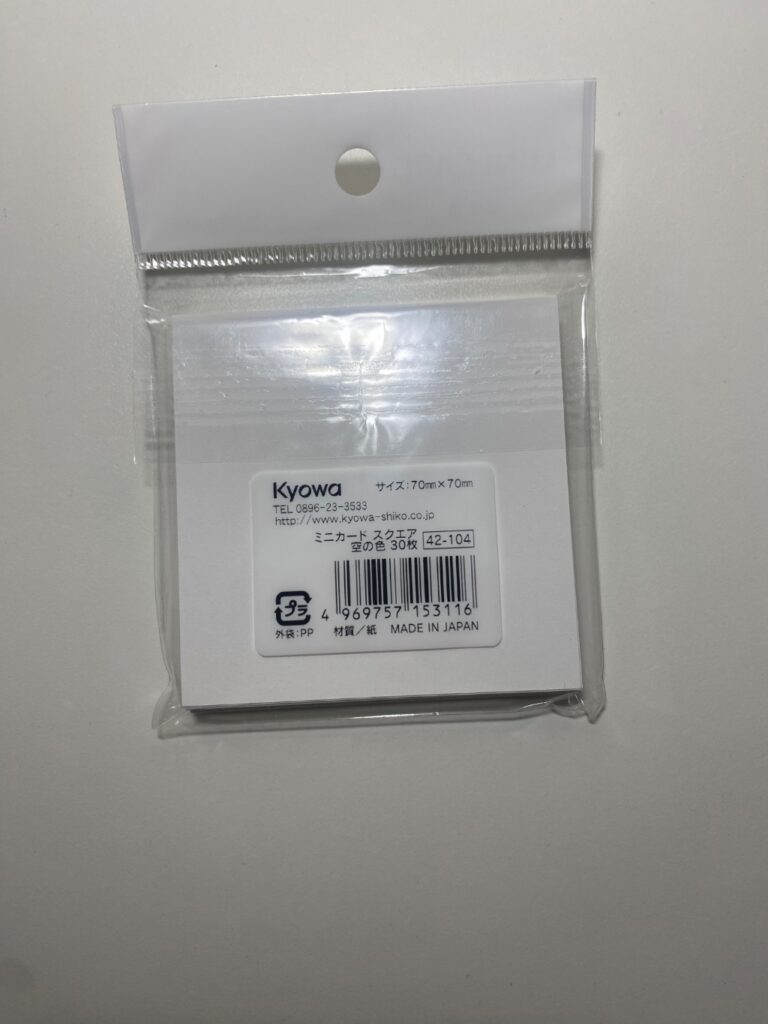 Kyowa サイズ:70㎜×70㎜
TEL 0896-23-3533
http://www.kyowa-shiko.co.jp
ミニカード スクエア
空の色 30枚 42-104
プラ
4 969757 153116
外袋:PP 材質/紙 MADE IN JAPAN